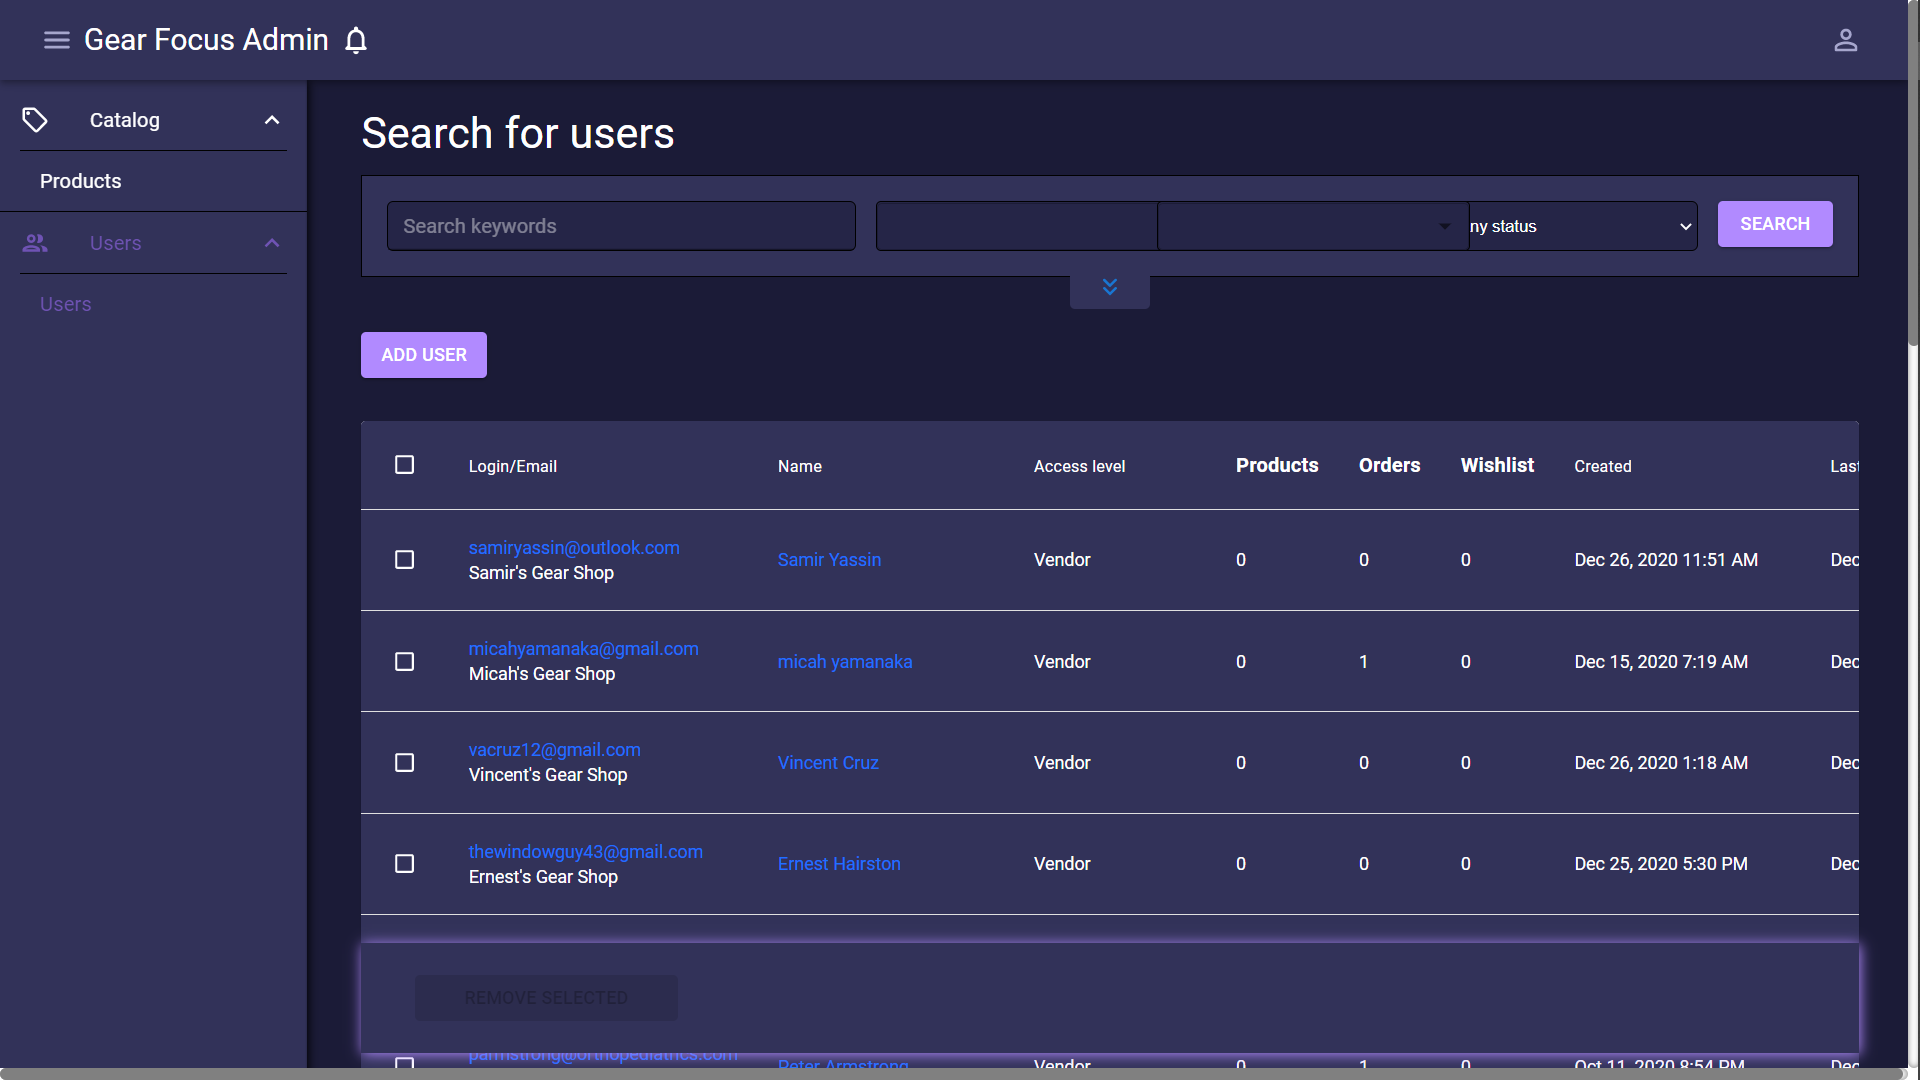 Gear Focus Admin
Catalog
Products
Users
Users
Search for users
Search keywords
ny status
SEARCH
ADD USER
Login/Email Name Access level Products Orders Wishlist Created Last
samiryassin@outlook.com
Samir's Gear Shop
Samir Yassin Vendor 0 0 0 Dec 26, 2020 11:51 AM Dec
micahyamanaka@gmail.com
Micah's Gear Shop
micah yamanaka Vendor 0 1 0 Dec 15, 2020 7:19 AM Dec
vacruz12@gmail.com
Vincent's Gear Shop
Vincent Cruz Vendor 0 0 0 Dec 26, 2020 1:18 AM Dec
thewindowguy43@gmail.com
Ernest's Gear Shop
Ernest Hairston Vendor 0 0 0 Dec 25, 2020 5:30 PM Dec
REMOVE SELECTED
parmstrong@orthopediatrics.com
Peter Armstrong Vendor 0 1 0 Oct 11, 2020 8:54 PM Dec